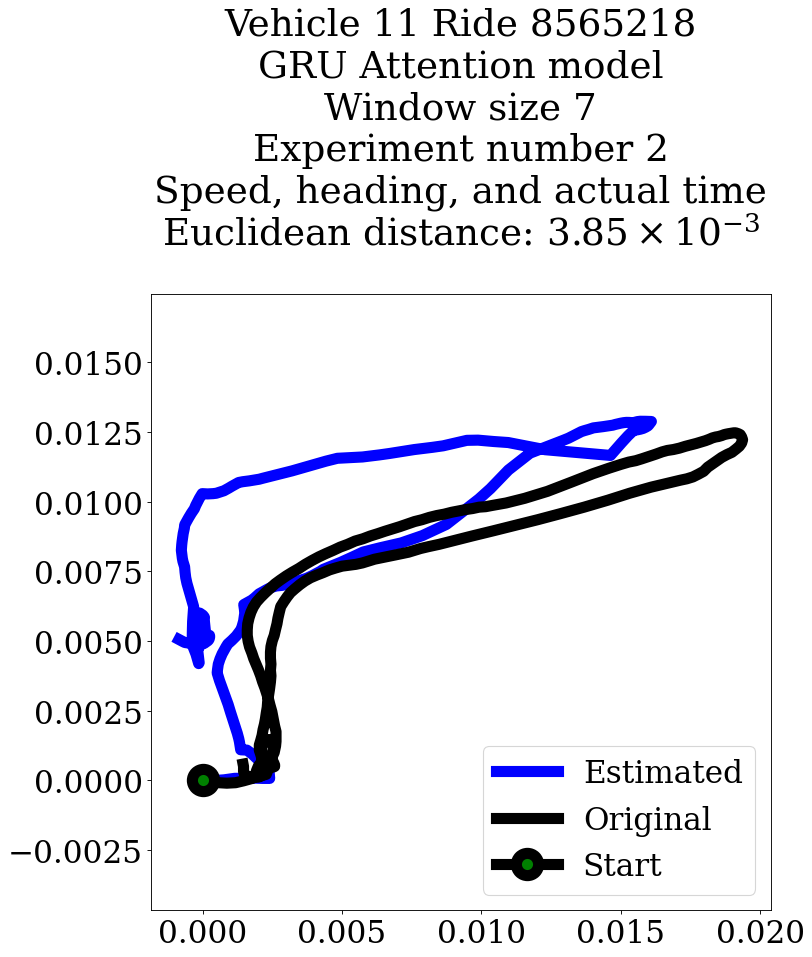 Vehicle 11 Ride 8565218
GRU Attention model
Window size 7
Experiment number 2
Speed, heading, and actual time
Euclidean distance: 3.85 × 10⁻³
0.0150
0.0125
0.0100
0.0075
0.0050
0.0025
0.0000
−0.0025
Estimated
Original
Start
0.000 0.005 0.010 0.015 0.020